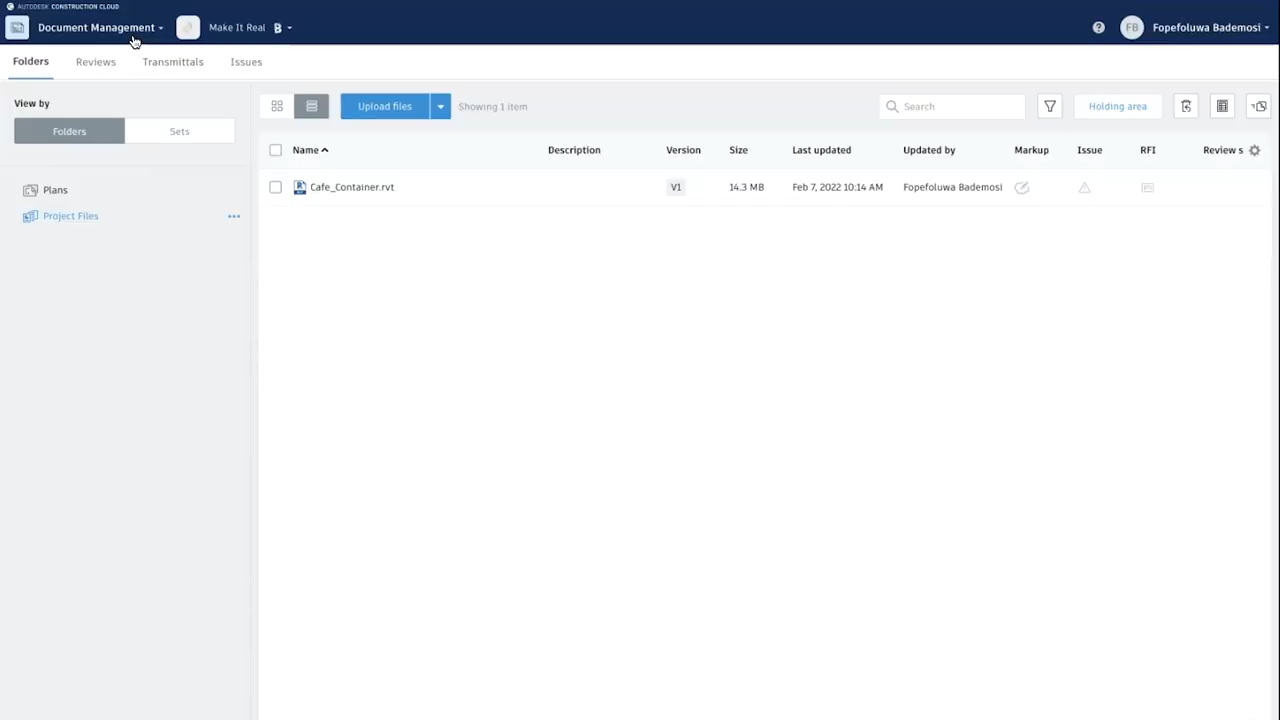 AUTODESK CONSTRUCTION CLOUD
Document Management Make It Real B FB Fopefoluwa Bademosi
Folders Reviews Transmittals Issues
View by
Folders Sets
Plans
Project Files
Upload files Showing 1 item Search Holding area
Name Description Version Size Last updated Updated by Markup Issue RFI Review s
Cafe_Container.rvt V1 14.3 MB Feb 7, 2022 10:14 AM Fopefoluwa Bademosi